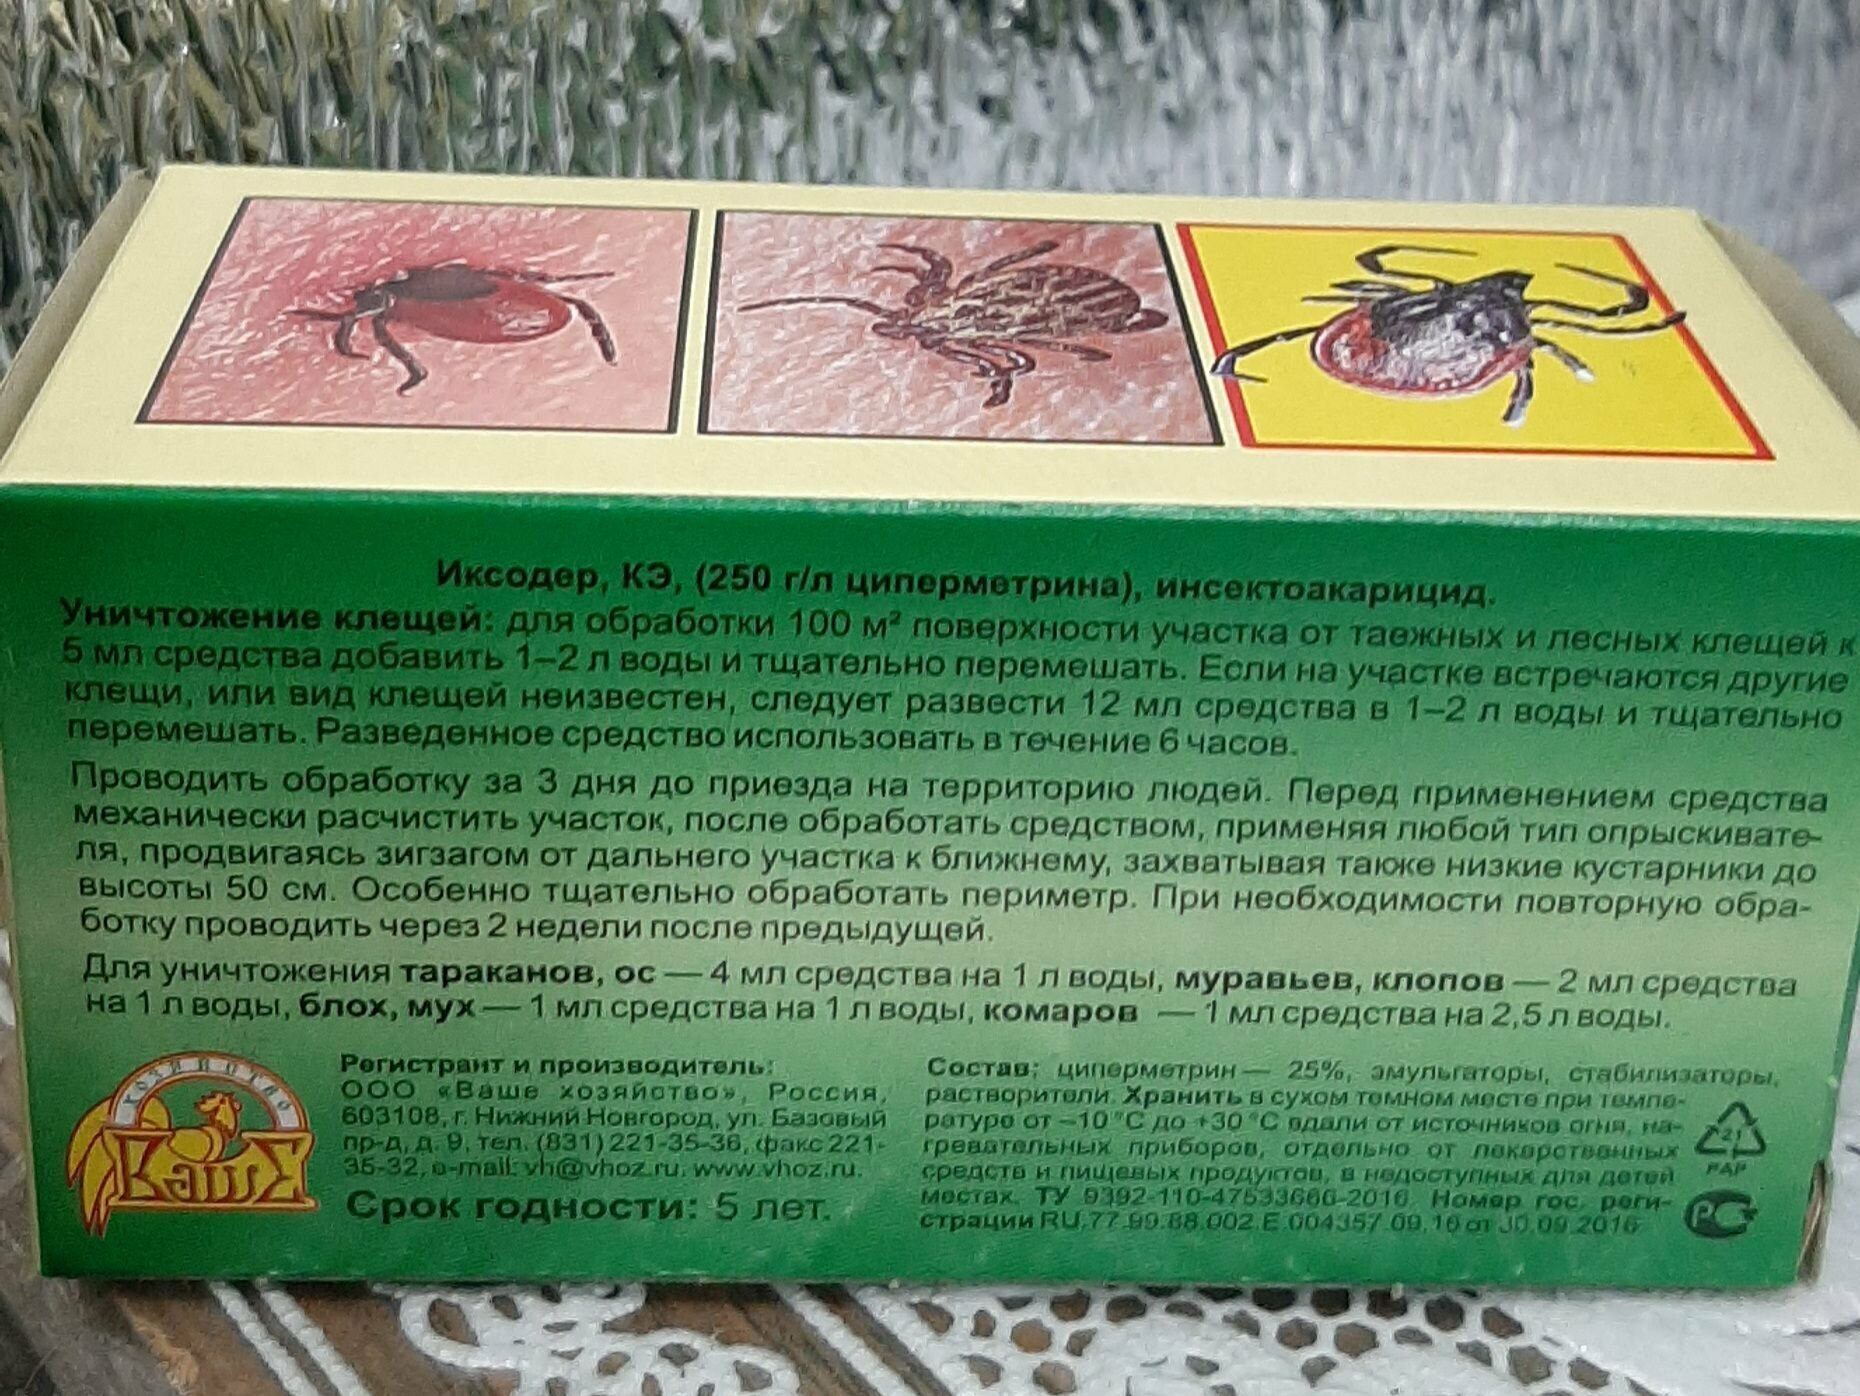 Иксодер, КЭ, (250 г/л циперметрина), инсектоакарицид.
Уничтожение клещей: для обработки 100 м² поверхности участка от таежных и лесных клещей к
5 мл средства добавить 1–2 л воды и тщательно перемешать. Если на участке встречаются другие
клещи, или вид клещей неизвестен, следует развести 12 мл средства в 1–2 л воды и тщательно
перемешать. Разведенное средство использовать в течение 6 часов.
Проводить обработку за 3 дня до приезда на территорию людей. Перед применением средства
механически расчистить участок, после обработать средством, применяя любой тип опрыскивате-
ля, продвигаясь зигзагом от дальнего участка к ближнему, захватывая также низкие кустарники до
высоты 50 см. Особенно тщательно обработать периметр. При необходимости повторную обра-
ботку проводить через 2 недели после предыдущей.
Для уничтожения тараканов, ос — 4 мл средства на 1 л воды, муравьев, клопов — 2 мл средства
на 1 л воды, блох, мух — 1 мл средства на 1 л воды, комаров — 1 мл средства на 2,5 л воды.
хозяйство
Ваше
Регистрант и производитель:
ООО «Ваше хозяйство», Россия,
603108, г. Нижний Новгород, ул. Базовый
пр-д, д. 9, тел. (831) 221-35-36, факс 221-
35-32, e-mail: vh@vhoz.ru, www.vhoz.ru.
Срок годности: 5 лет.
Состав: циперметрин — 25%, эмульгаторы, стабилизаторы,
растворители. Хранить в сухом темном месте при темпе-
ратуре от –10 °C до +30 °C вдали от источников огня, на-
гревательных приборов, отдельно от лекарственных
средств и пищевых продуктов, в недоступных для детей
местах. ТУ 9392-110-47533660-2016. Номер гос. реги-
страции RU.77.99.88.002.Е.004357.09.16 от 30.09.2016
21
PAP
РСТ